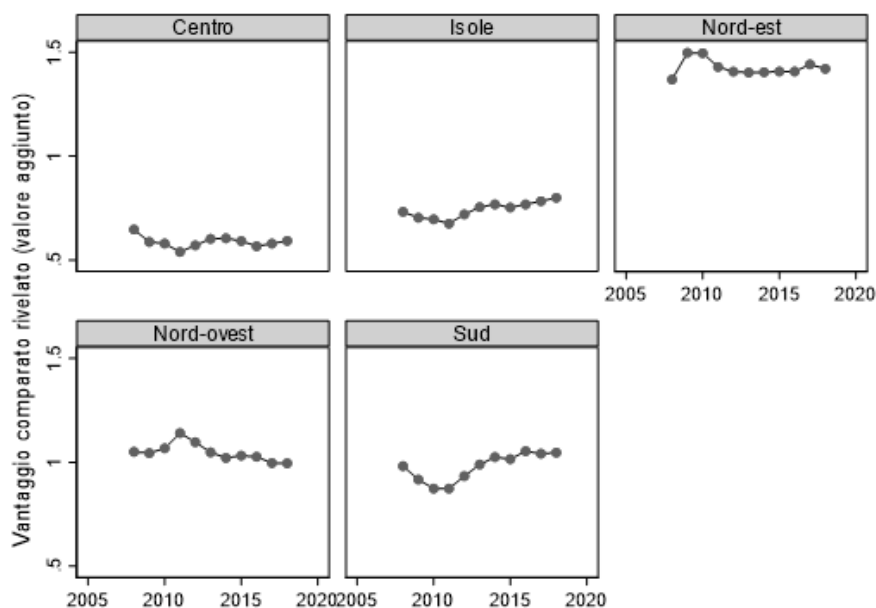 Vantaggio comparato rivelato (valore aggiunto)
Centro
Isole
Nord-est
1.5
1
.5
2005 2010 2015 2020
Nord-ovest
Sud
1.5
1
.5
2005 2010 2015 2020
2005 2010 2015 2020